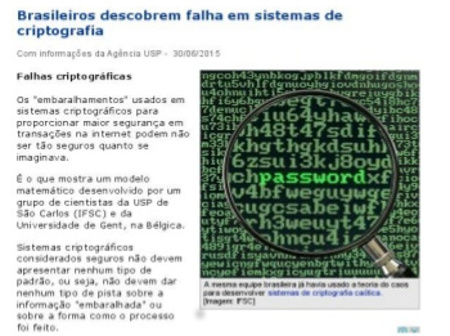 Brasileiros descobrem falha em sistemas de
criptografia
Com informações da Agência USP - 30/06/2015
Falhas criptográficas
Os "embaralhamentos" usados em
sistemas criptográficos para
proporcionar maior segurança em
transações na internet podem não
ser tão seguros quanto se
imaginava.
É o que mostra um modelo
matemático desenvolvido por um
grupo de cientistas da USP de
São Carlos (IFSC) e da
Universidade de Gent, na Bélgica.
Sistemas criptográficos
considerados seguros não devem
apresentar nenhum tipo de
padrão, ou seja, não devem dar
nenhum tipo de pista sobre a
informação "embaralhada" ou
sobre a forma como o processo
foi feito.
password
A mesma equipe brasileira já havia usado a teoria do caos
para desenvolver sistemas de criptografia caótica.
[Imagem: IFSC]